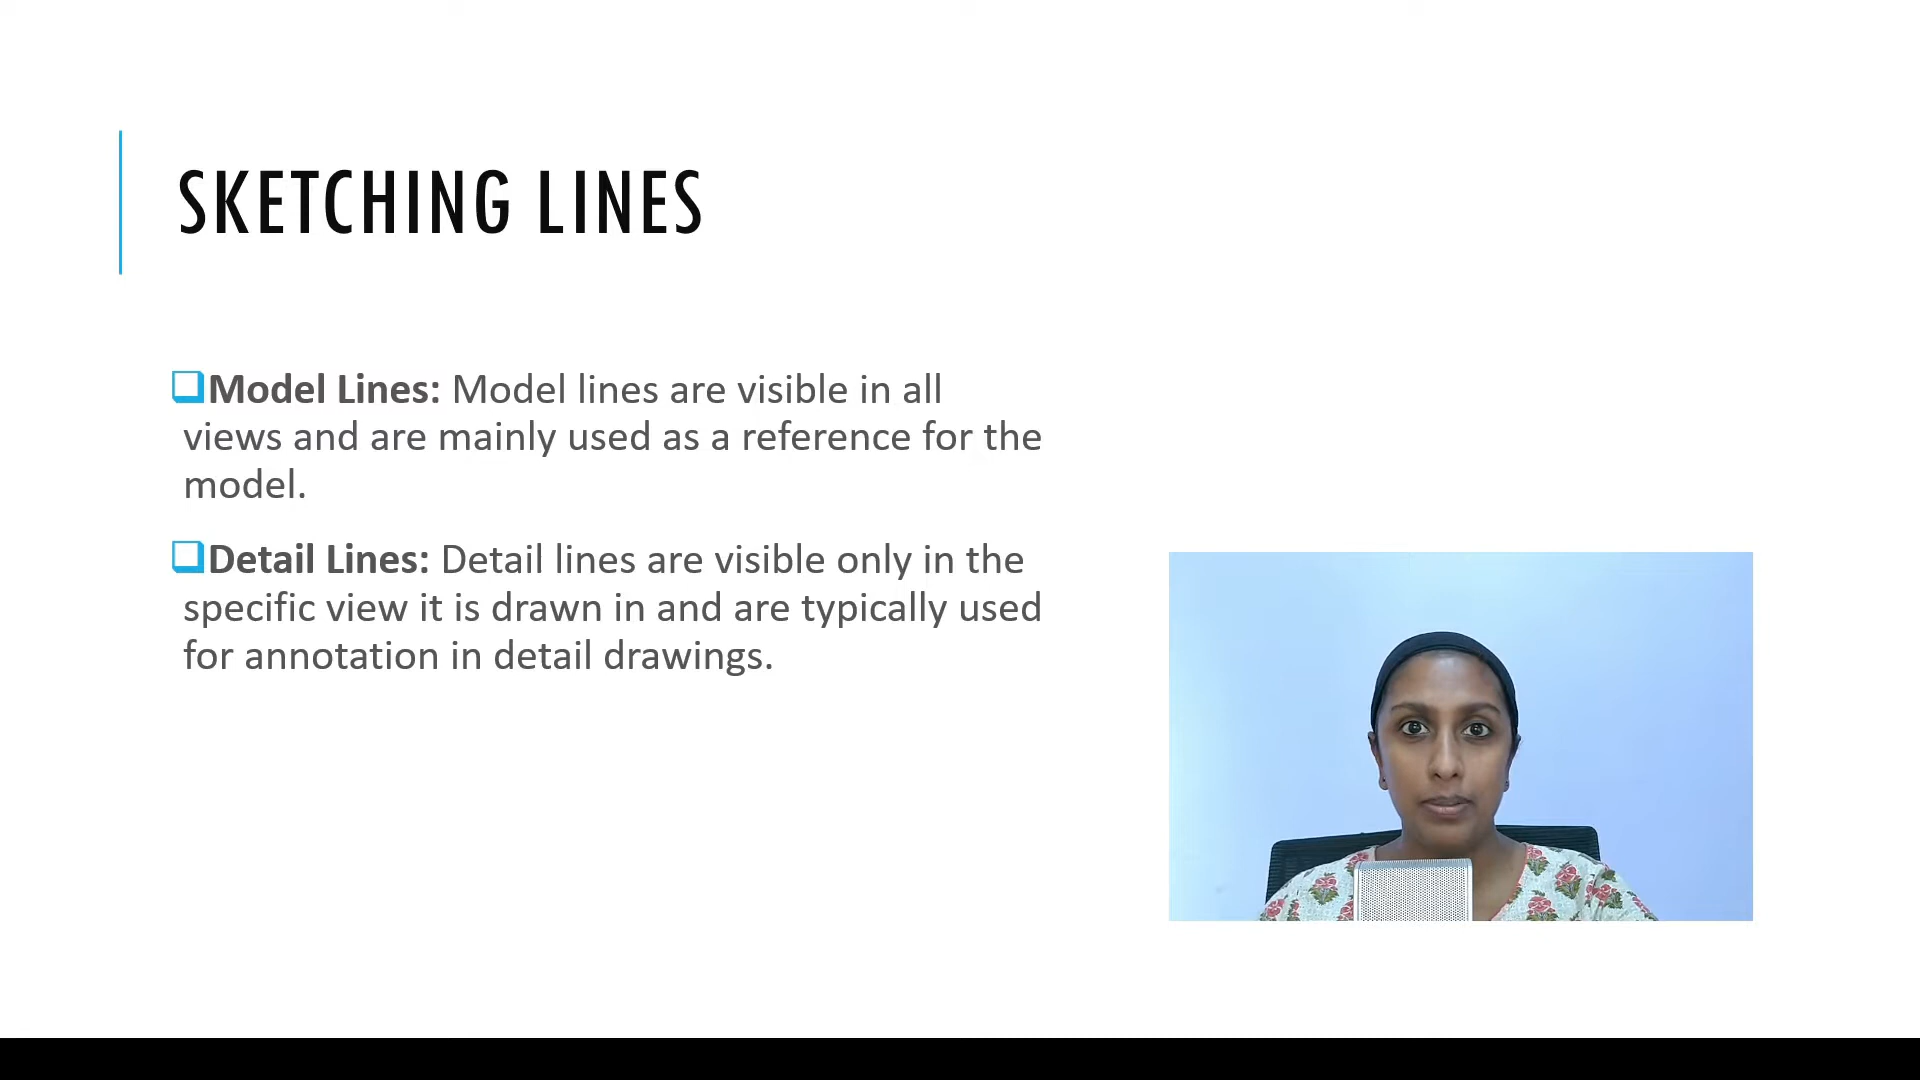 SKETCHING LINES
Model Lines: Model lines are visible in all
views and are mainly used as a reference for the
model.
Detail Lines: Detail lines are visible only in the
specific view it is drawn in and are typically used
for annotation in detail drawings.